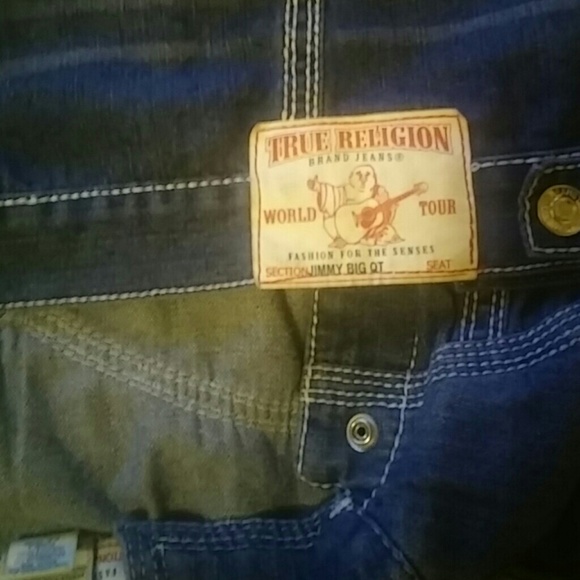 TRUE RELIGION
BRAND JEANS®
WORLD TOUR
FASHION FOR THE SENSES
SECTION JIMMY BIG QT SEAT